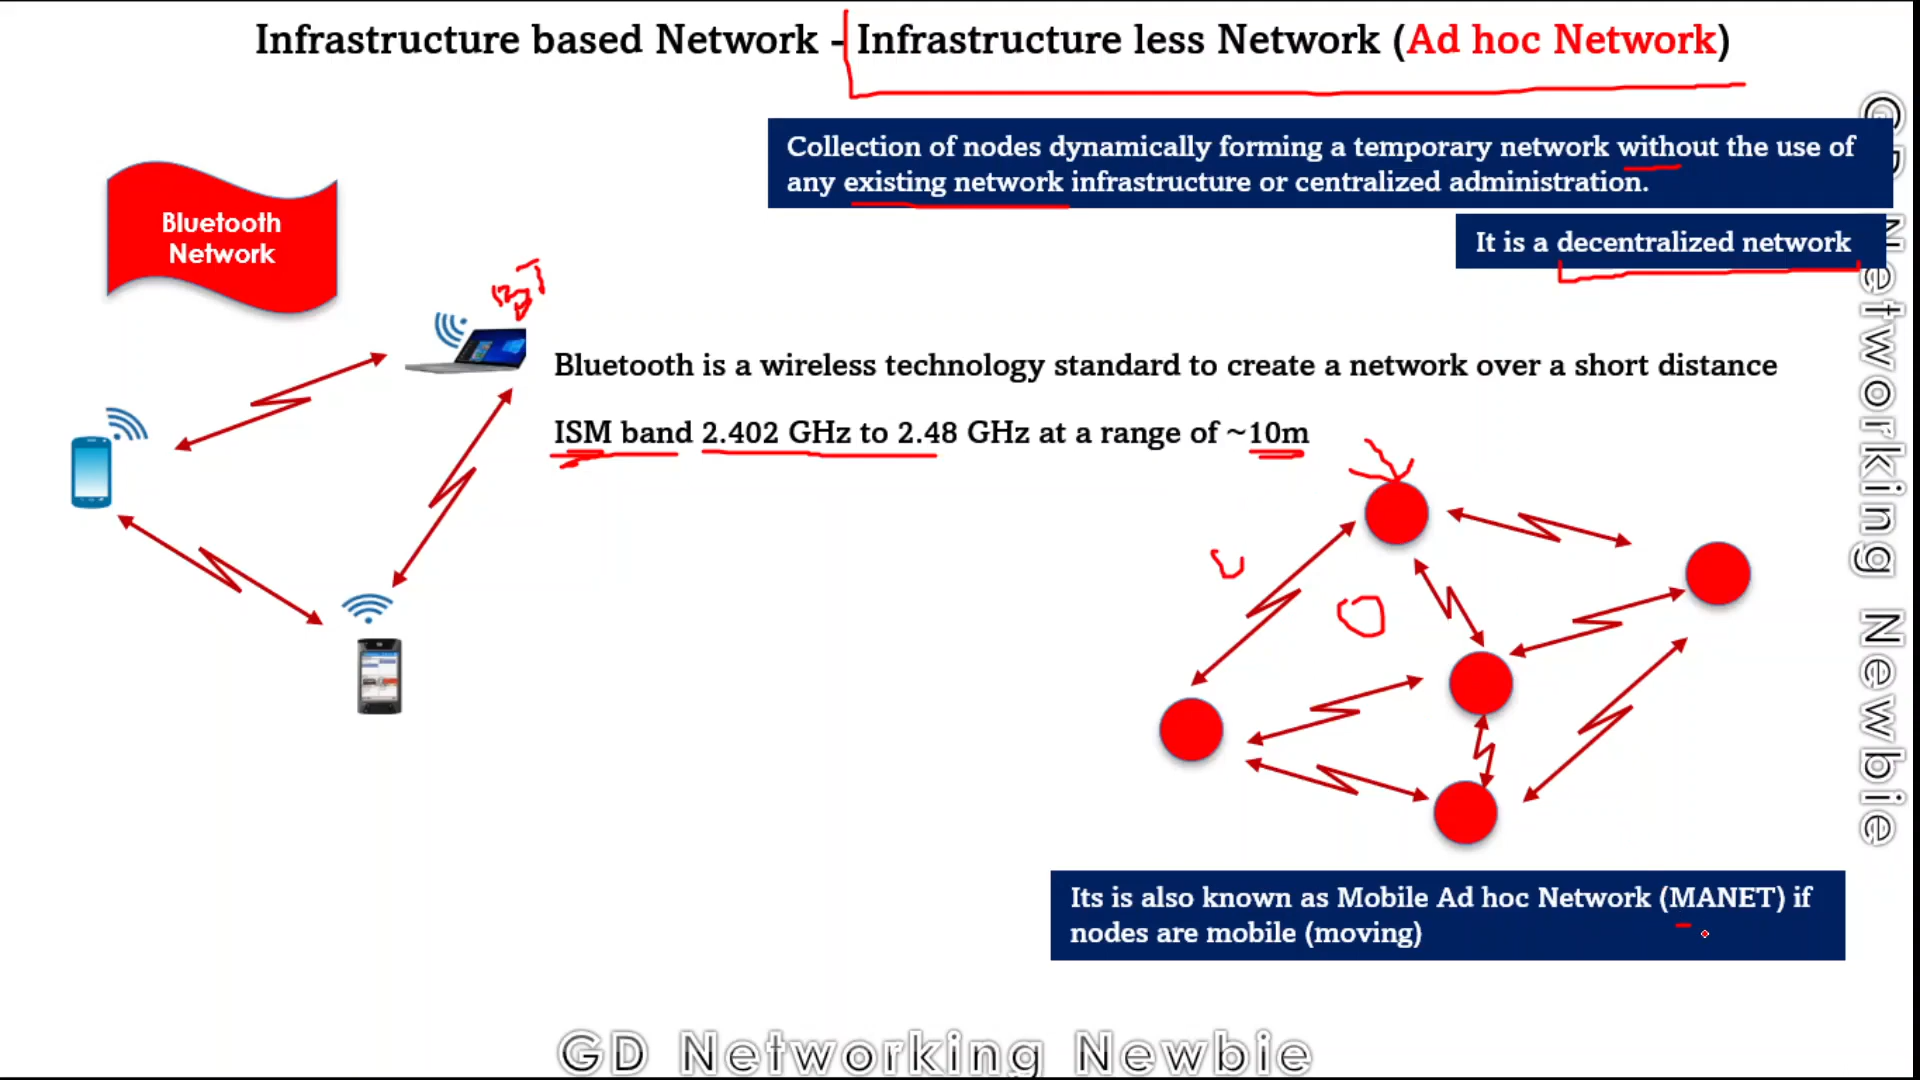 Infrastructure based Network - Infrastructure less Network (Ad hoc Network)
Collection of nodes dynamically forming a temporary network without the use of
any existing network infrastructure or centralized administration.
It is a decentralized network
Bluetooth
Network
Bluetooth is a wireless technology standard to create a network over a short distance
ISM band 2.402 GHz to 2.48 GHz at a range of ~10m
Its is also known as Mobile Ad hoc Network (MANET) if
nodes are mobile (moving)
GD Networking Newbie
GD Networking Newbie